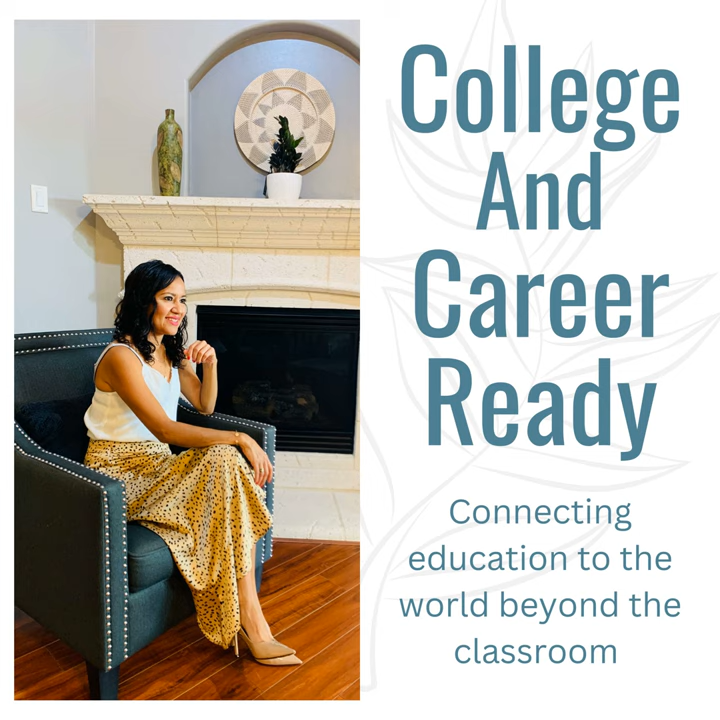 College
And
Career
Ready
Connecting
education to the
world beyond the
classroom